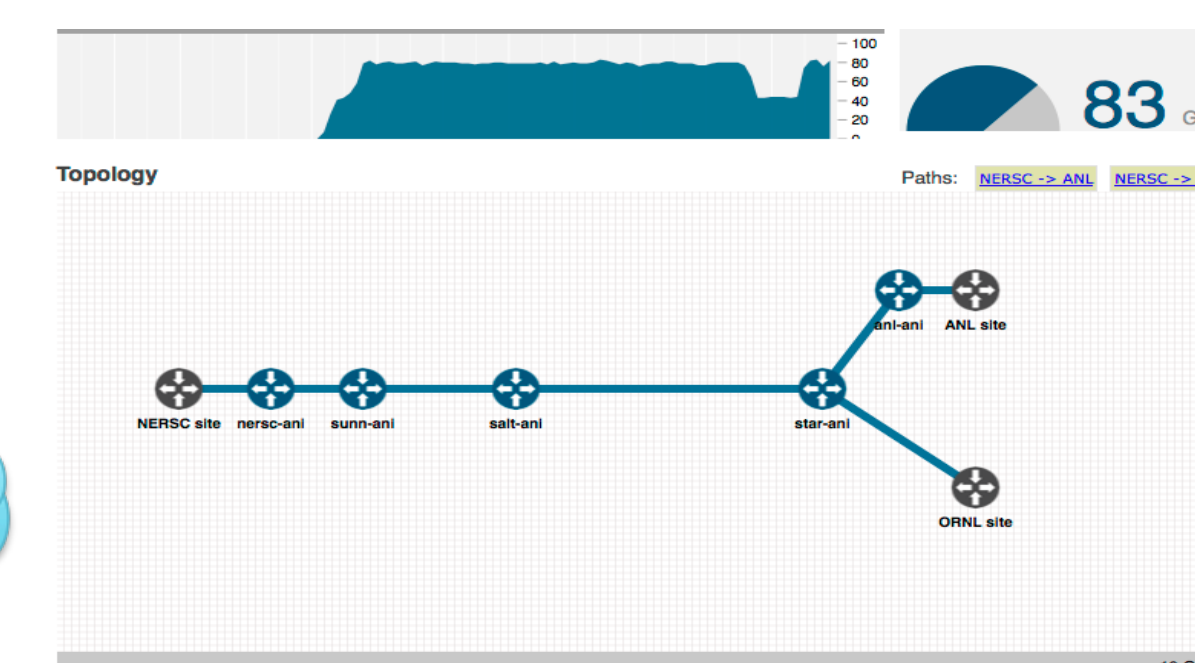 100
80
60
40
20
83
Topology
Paths: NERSC -> ANL NERSC ->
anl-ani ANL site
NERSC site nersc-ani sunn-ani salt-ani star-ani
ORNL site